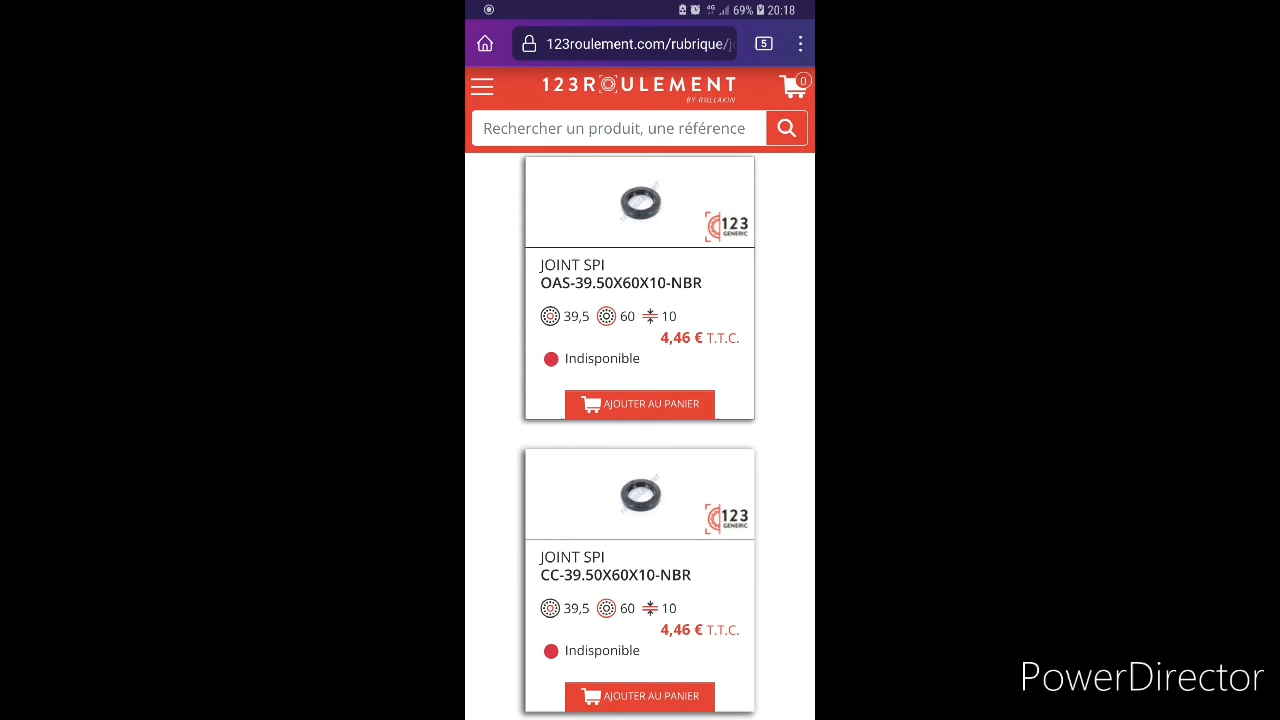 4G 69% 20:18
123roulement.com/rubrique/j
5
123ROULEMENT
0
BY ROLLAKIN
Rechercher un produit, une référence
123
GENERIC
JOINT SPI
OAS-39.50X60X10-NBR
39,5 60 10
4,46 € T.T.C.
Indisponible
AJOUTER AU PANIER
123
GENERIC
JOINT SPI
CC-39.50X60X10-NBR
39,5 60 10
4,46 € T.T.C.
Indisponible
AJOUTER AU PANIER
PowerDirector